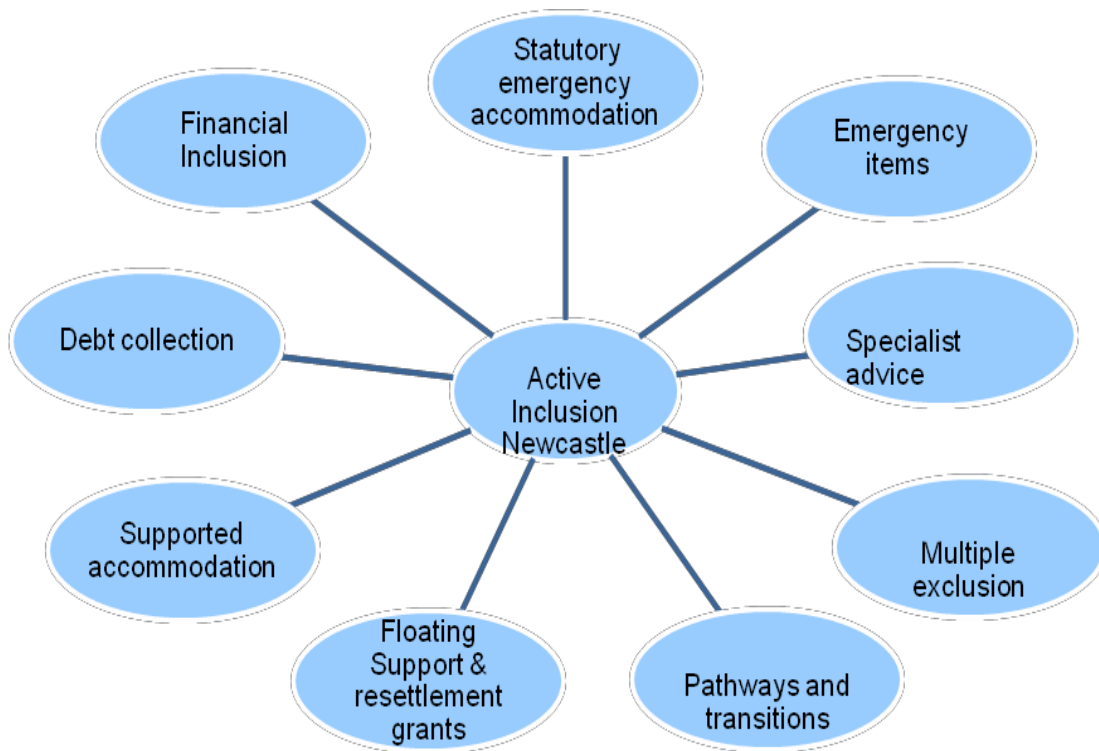 Statutory
emergency
accommodation
Financial
Inclusion
Emergency
items
Debt collection
Specialist
advice
Active
Inclusion
Newcastle
Supported
accommodation
Multiple
exclusion
Floating
Support &
resettlement
grants
Pathways and
transitions